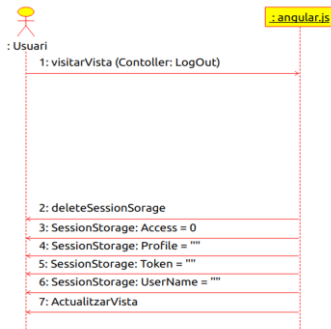 : angular.js
: Usuari
1: visitarVista (Contoller: LogOut)
2: deleteSessionSorage
3: SessionStorage: Access = 0
4: SessionStorage: Profile = ""
5: SessionStorage: Token = ""
6: SessionStorage: UserName = ""
7: ActualitzarVista